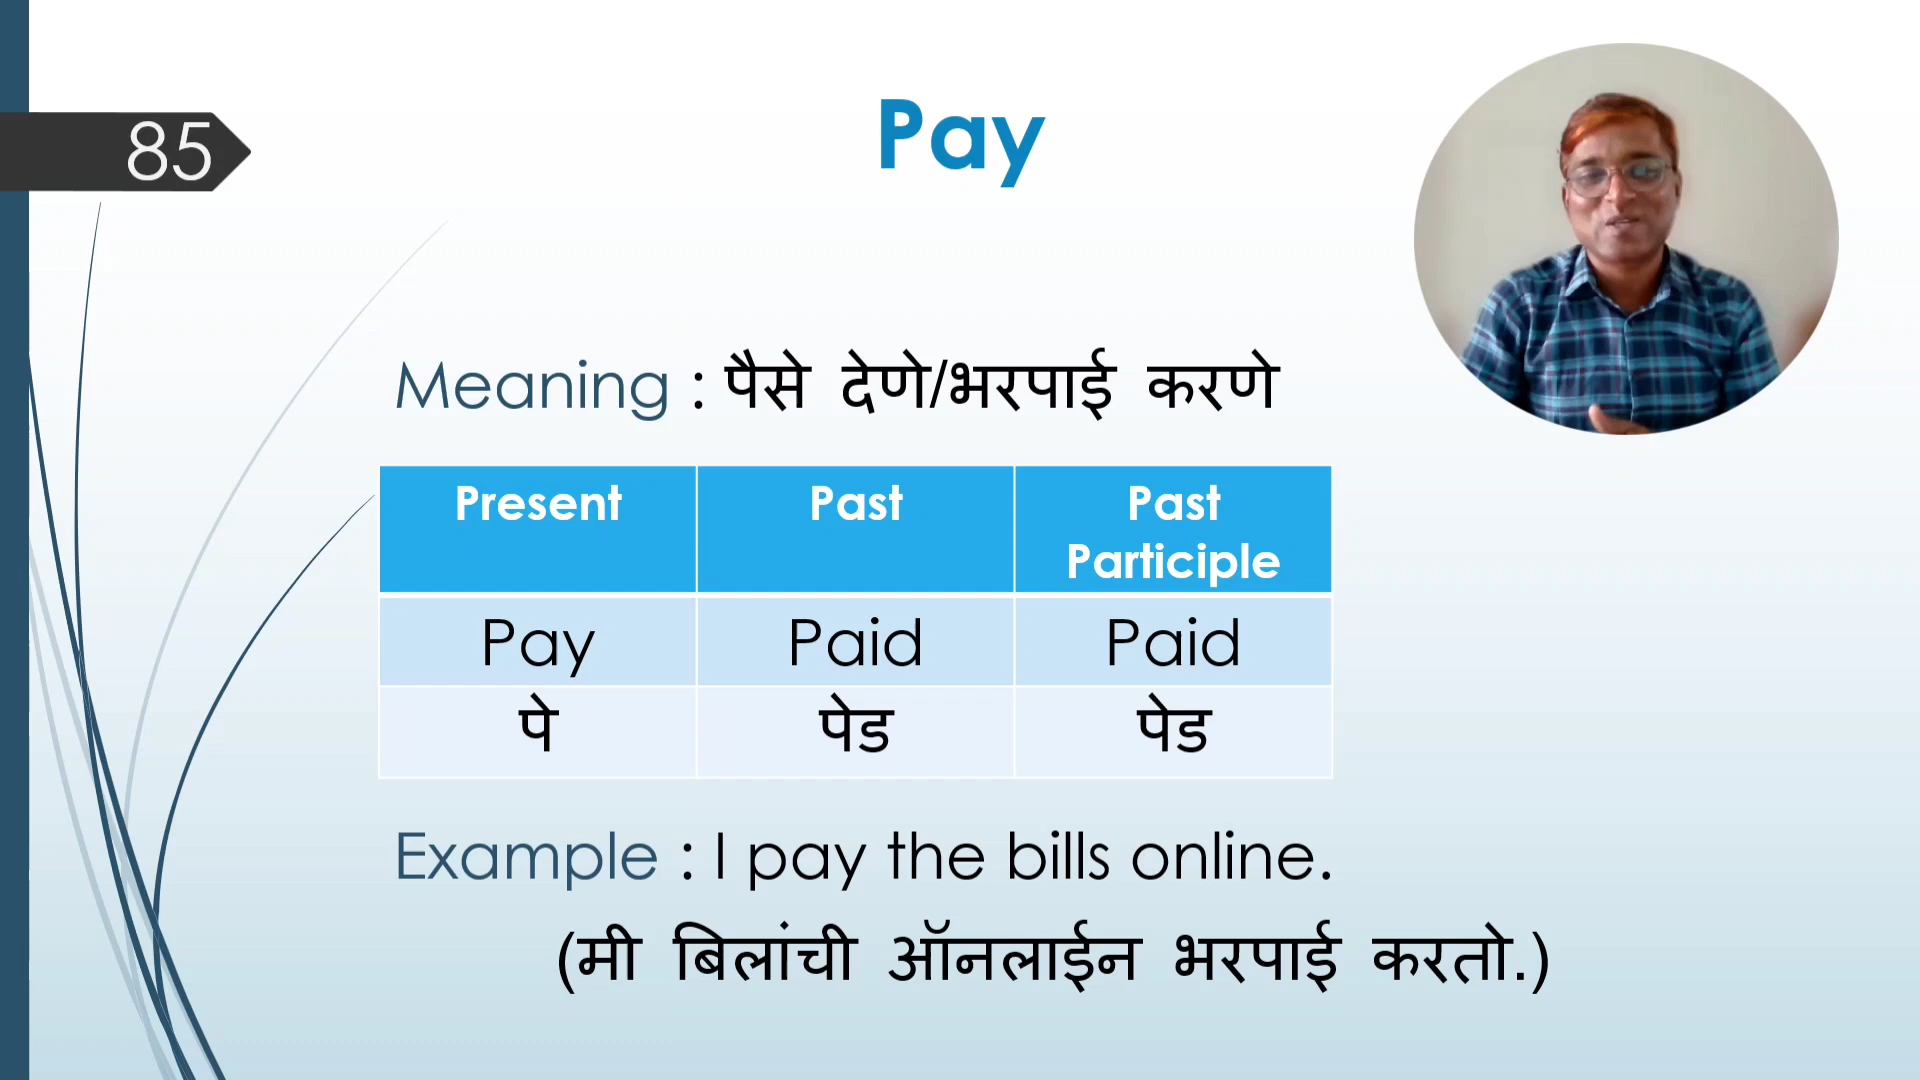 85
Pay
Meaning : पैसे देणे/भरपाई करणे
Present Past Past
Participle
Pay Paid Paid
पे पेड पेड
Example : I pay the bills online.
(मी बिलांची ऑनलाईन भरपाई करतो.)